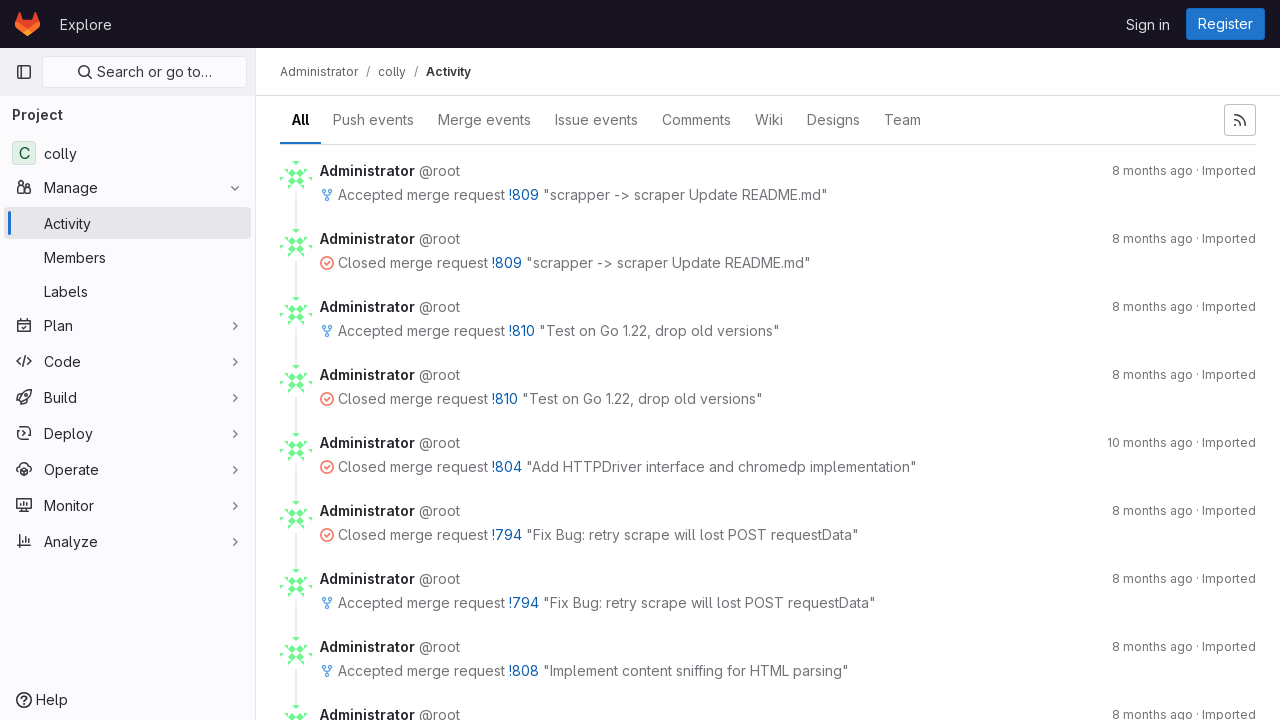 Explore
Sign in
Register
Search or go to…
Administrator / colly / Activity
Project
C colly
Manage
Activity
Members
Labels
Plan
Code
Build
Deploy
Operate
Monitor
Analyze
Help
All Push events Merge events Issue events Comments Wiki Designs Team
Administrator @root 8 months ago · Imported
Accepted merge request !809 "scrapper -> scraper Update README.md"
Administrator @root 8 months ago · Imported
Closed merge request !809 "scrapper -> scraper Update README.md"
Administrator @root 8 months ago · Imported
Accepted merge request !810 "Test on Go 1.22, drop old versions"
Administrator @root 8 months ago · Imported
Closed merge request !810 "Test on Go 1.22, drop old versions"
Administrator @root 10 months ago · Imported
Closed merge request !804 "Add HTTPDriver interface and chromedp implementation"
Administrator @root 8 months ago · Imported
Closed merge request !794 "Fix Bug: retry scrape will lost POST requestData"
Administrator @root 8 months ago · Imported
Accepted merge request !794 "Fix Bug: retry scrape will lost POST requestData"
Administrator @root 8 months ago · Imported
Accepted merge request !808 "Implement content sniffing for HTML parsing"
Administrator @root 8 months ago · Imported